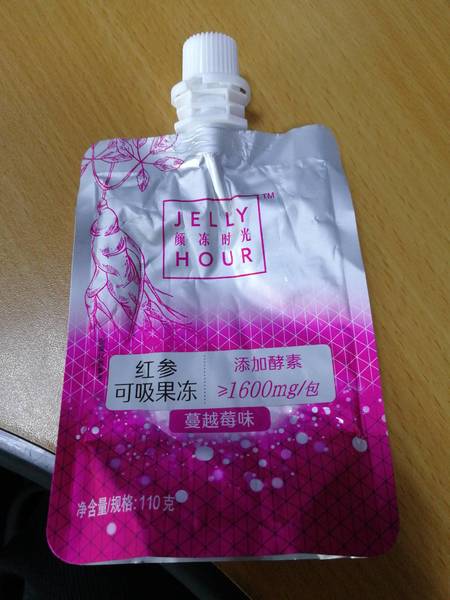 JELLY
TM
颜冻时光
HOUR
红参
可吸果冻
添加酵素
≥1600mg/包
蔓越莓味
净含量/规格:110克